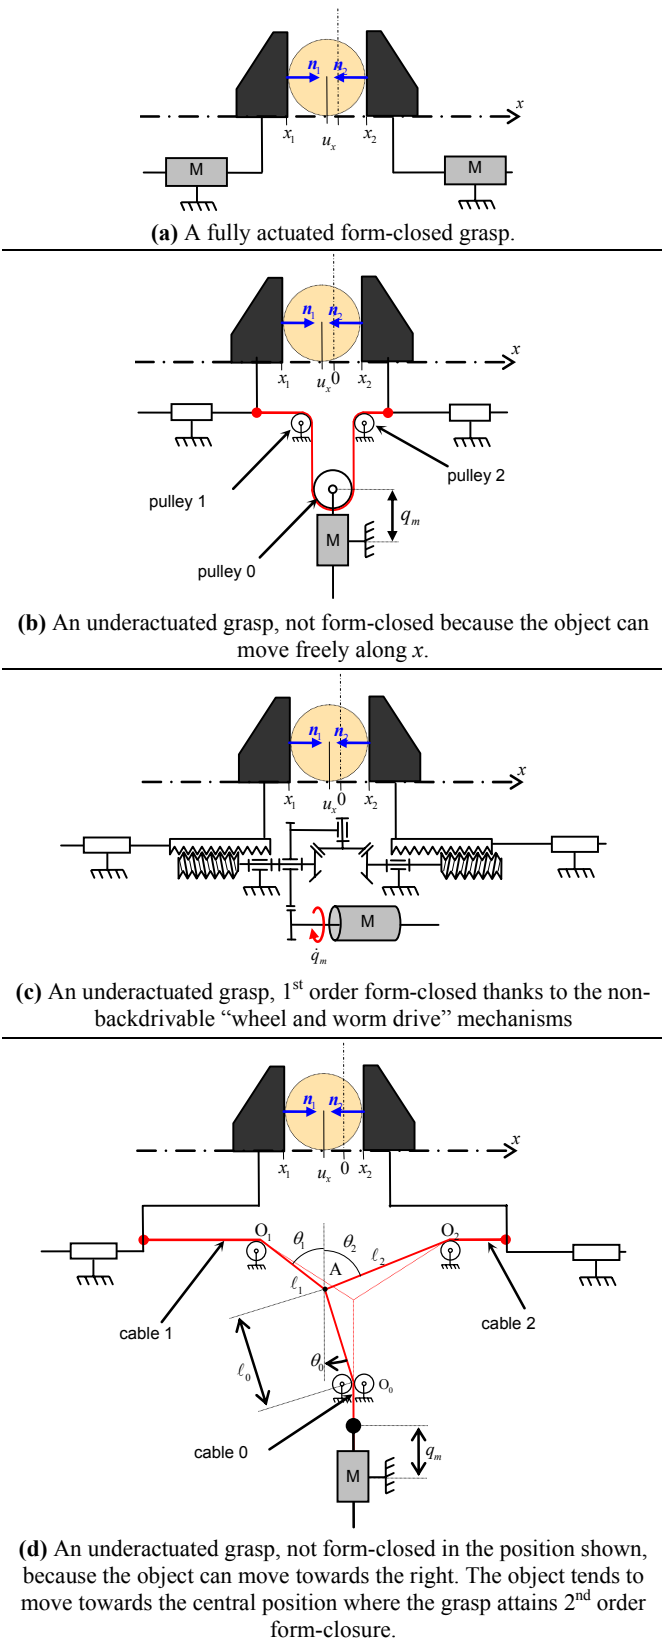 n₁ n₂
x
x₁ uₓ x₂
M M
(a) A fully actuated form-closed grasp.
n₁ n₂
x
x₁ uₓ 0 x₂
pulley 1
pulley 2
qₘ
M
pulley 0
(b) An underactuated grasp, not form-closed because the object can
move freely along x.
n₁ n₂
x
x₁ uₓ 0 x₂
M
q̇ₘ
(c) An underactuated grasp, 1st order form-closed thanks to the non-
backdrivable “wheel and worm drive” mechanisms
n₁ n₂
x
x₁ uₓ 0 x₂
O₁ θ₁ θ₂ O₂
A ℓ₂
ℓ₁
cable 1
cable 2
ℓ₀
θ₀
O₀
cable 0
qₘ
M
(d) An underactuated grasp, not form-closed in the position shown,
because the object can move towards the right. The object tends to
move towards the central position where the grasp attains 2nd order
form-closure.